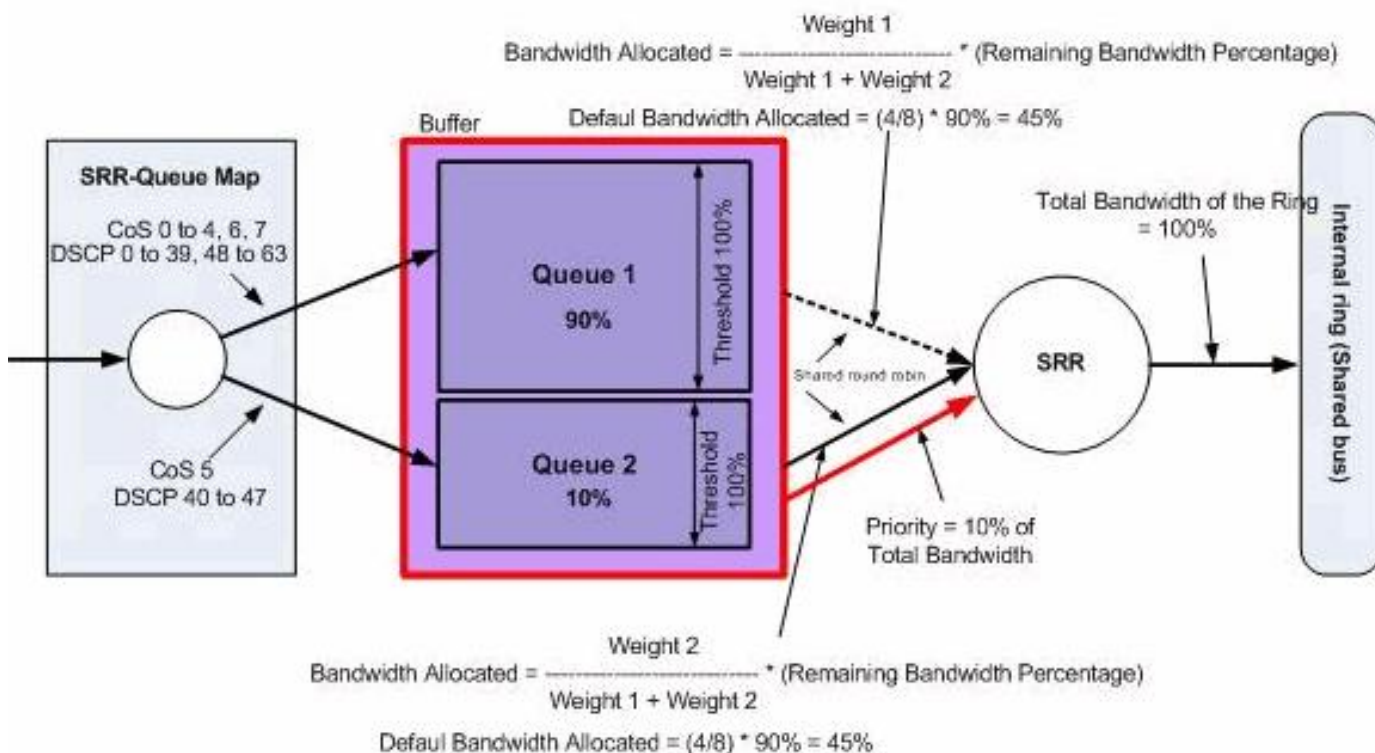 Weight 1
Bandwidth Allocated = ------------------------ * (Remaining Bandwidth Percentage)
Weight 1 + Weight 2
Defaul Bandwidth Allocated = (4/8) * 90% = 45%
Buffer
SRR-Queue Map
CoS 0 to 4, 6, 7
DSCP 0 to 39, 48 to 63
CoS 5
DSCP 40 to 47
Queue 1
90%
Threshold 100%
Queue 2
10%
Threshold
100%
Shared round robin
Total Bandwidth of the Ring
= 100%
SRR
Priority = 10% of
Total Bandwidth
Internal ring (Shared bus)
Weight 2
Bandwidth Allocated = ------------------------ * (Remaining Bandwidth Percentage)
Weight 1 + Weight 2
Defaul Bandwidth Allocated = (4/8) * 90% = 45%